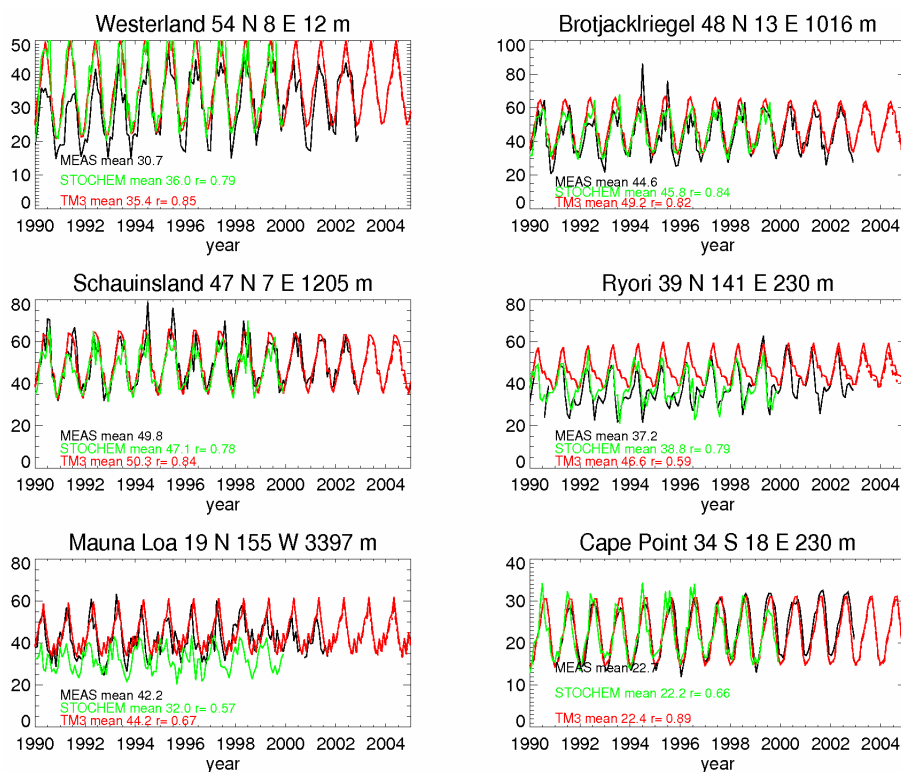 Westerland 54 N 8 E 12 m
50
40
30
20
10
0
MEAS mean 30.7
STOCHEM mean 36.0 r= 0.79
TM3 mean 35.4 r= 0.85
1990 1992 1994 1996 1998 2000 2002 2004
year
Brotjacklriegel 48 N 13 E 1016 m
100
80
60
40
20
0
MEAS mean 44.6
STOCHEM mean 45.8 r= 0.84
TM3 mean 49.2 r= 0.82
1990 1992 1994 1996 1998 2000 2002 2004
year
Schauinsland 47 N 7 E 1205 m
80
60
40
20
0
MEAS mean 49.8
STOCHEM mean 47.1 r= 0.78
TM3 mean 50.3 r= 0.84
1990 1992 1994 1996 1998 2000 2002 2004
year
Ryori 39 N 141 E 230 m
80
60
40
20
0
MEAS mean 37.2
STOCHEM mean 38.8 r= 0.79
TM3 mean 46.6 r= 0.59
1990 1992 1994 1996 1998 2000 2002 2004
year
Mauna Loa 19 N 155 W 3397 m
80
60
40
20
0
MEAS mean 42.2
STOCHEM mean 32.0 r= 0.57
TM3 mean 44.2 r= 0.67
1990 1992 1994 1996 1998 2000 2002 2004
year
Cape Point 34 S 18 E 230 m
40
30
20
10
0
MEAS mean 22.7
STOCHEM mean 22.2 r= 0.66
TM3 mean 22.4 r= 0.89
1990 1992 1994 1996 1998 2000 2002 2004
year